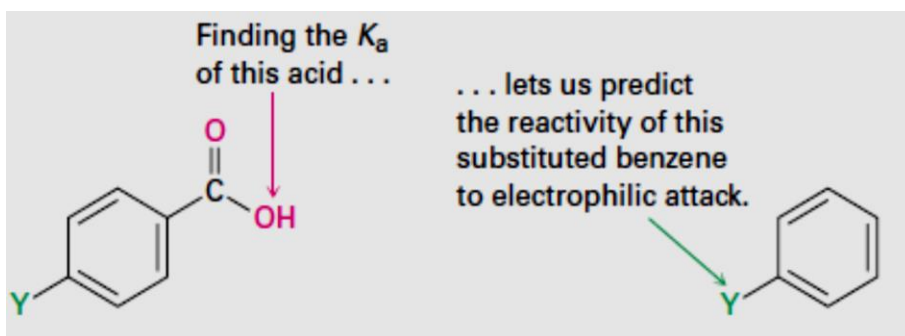 Finding the Ka
of this acid . . .
. . . lets us predict
the reactivity of this
substituted benzene
to electrophilic attack.
O
C
OH
Y
Y